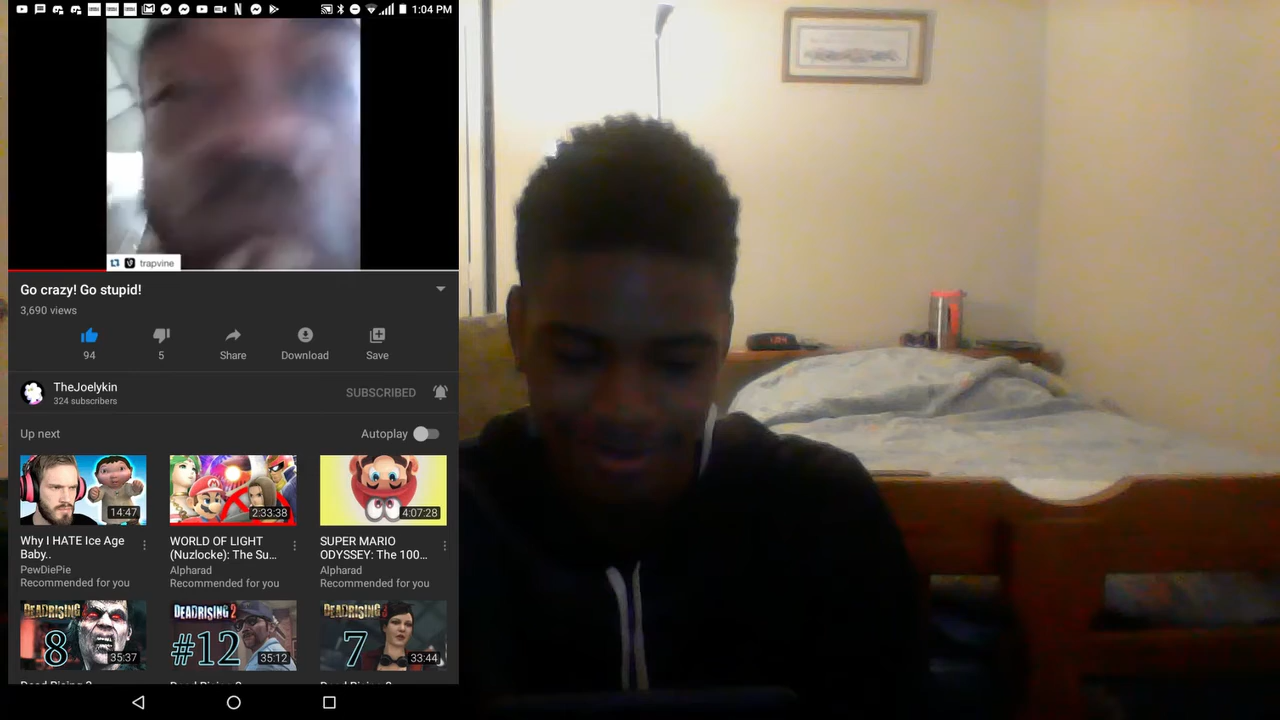 1:04 PM
trapvine
Go crazy! Go stupid!
3,690 views
94
5
Share
Download
Save
TheJoelykin
324 subscribers
SUBSCRIBED
Up next
Autoplay
14:47
2:33:38
4:07:28
Why I HATE Ice Age
Baby..
PewDiePie
Recommended for you
WORLD OF LIGHT
(Nuzlocke): The Su...
Alpharad
Recommended for you
SUPER MARIO
ODYSSEY: The 100...
Alpharad
Recommended for you
DEADRISING
8
35:37
DEADRISING 2
#12
35:12
DEADRISING
7
33:44